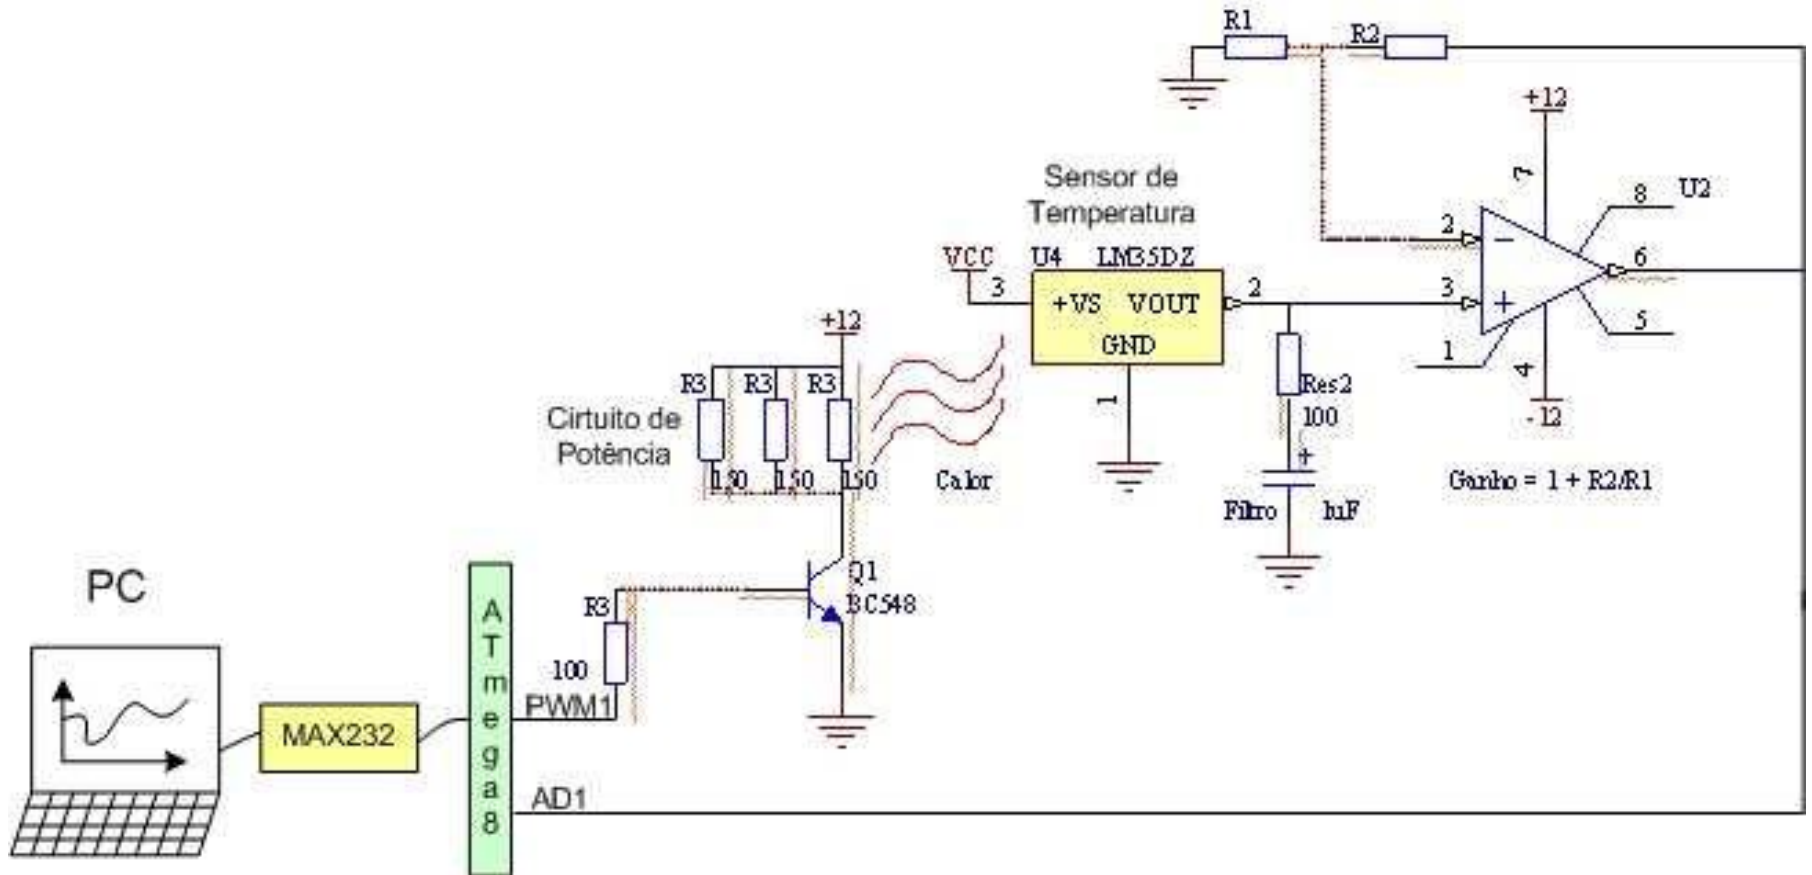 R1
R2
+12
7
8
U2
Sensor de
Temperatura
2
6
VCC
U4
LM35DZ
3
+VS VOUT
2
3
GND
5
1
4
-12
1
+12
R3
R3
R3
Cirtuito de
Potência
150
150
150
Calor
Res2
100
+
Filtro
1uF
Ganho = 1 + R2/R1
PC
ATmega8
R3
100
Q1
BC548
PWM1
MAX232
AD1